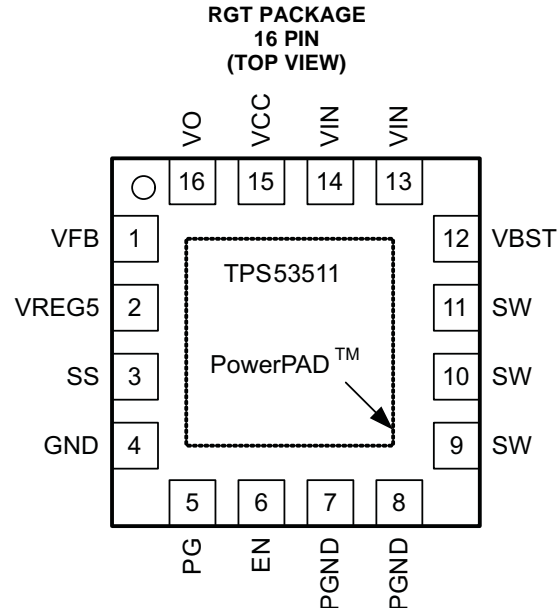 RGT PACKAGE
16 PIN
(TOP VIEW)
VO
VCC
VIN
VIN
16 15 14 13
VFB 1
12 VBST
TPS53511
VREG5 2
11 SW
SS 3
PowerPAD TM
10 SW
GND 4
9 SW
5 6 7 8
PG
EN
PGND
PGND